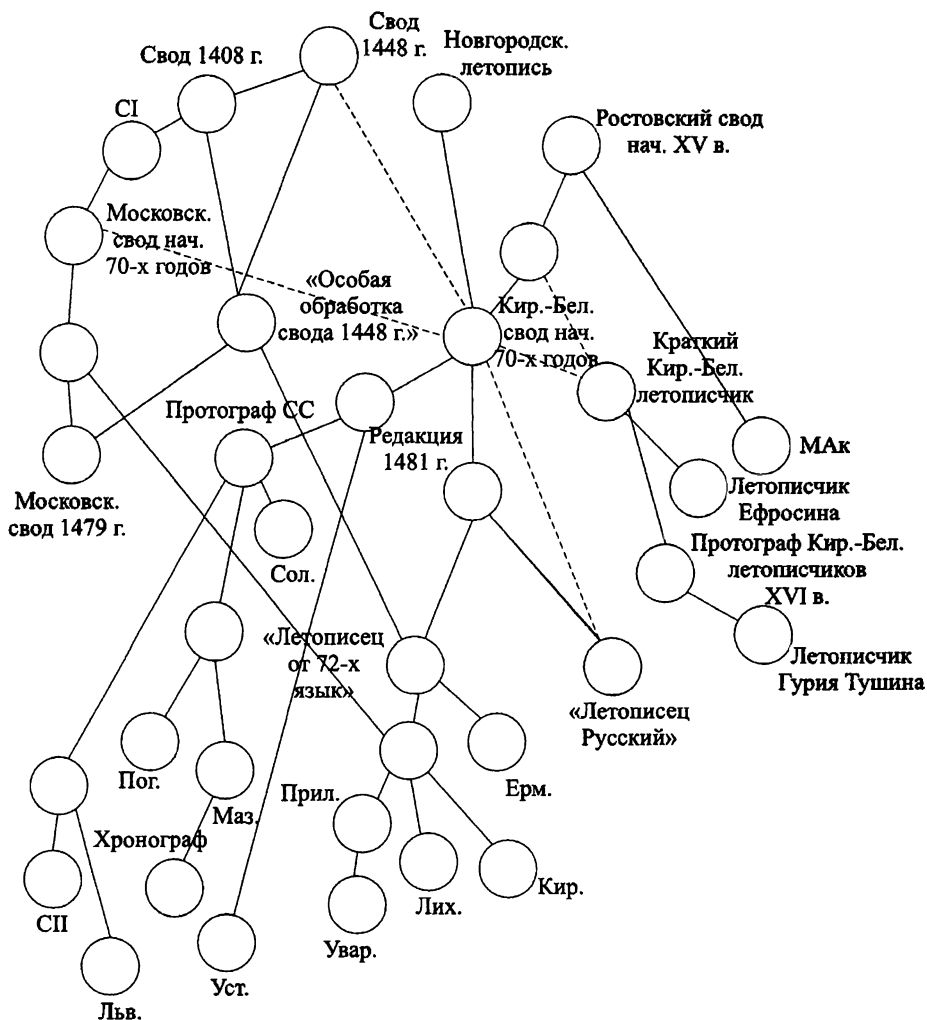 Свод
1448 г.
Свод 1408 г.
Новгородск.
летопись
СI
Ростовский свод
нач. XV в.
Московск.
свод нач.
70-х годов
«Особая
обработка
свода 1448 г.»
Кир.-Бел.
свод нач.
70-х годов
Краткий
Кир.-Бел.
летописчик
Протограф СС
Редакция
1481 г.
МАк
Московск.
свод 1479 г.
Летописчик
Ефросина
Сол.
Протограф Кир.-Бел.
летописчиков
XVI в.
«Летописец
от 72-х
язык»
Летописчик
Гурия Тушина
«Летописец
Русский»
Пог.
Маз.
Прил.
Ерм.
Хронограф
Лих.
Кир.
СII
Увар.
Уст.
Льв.